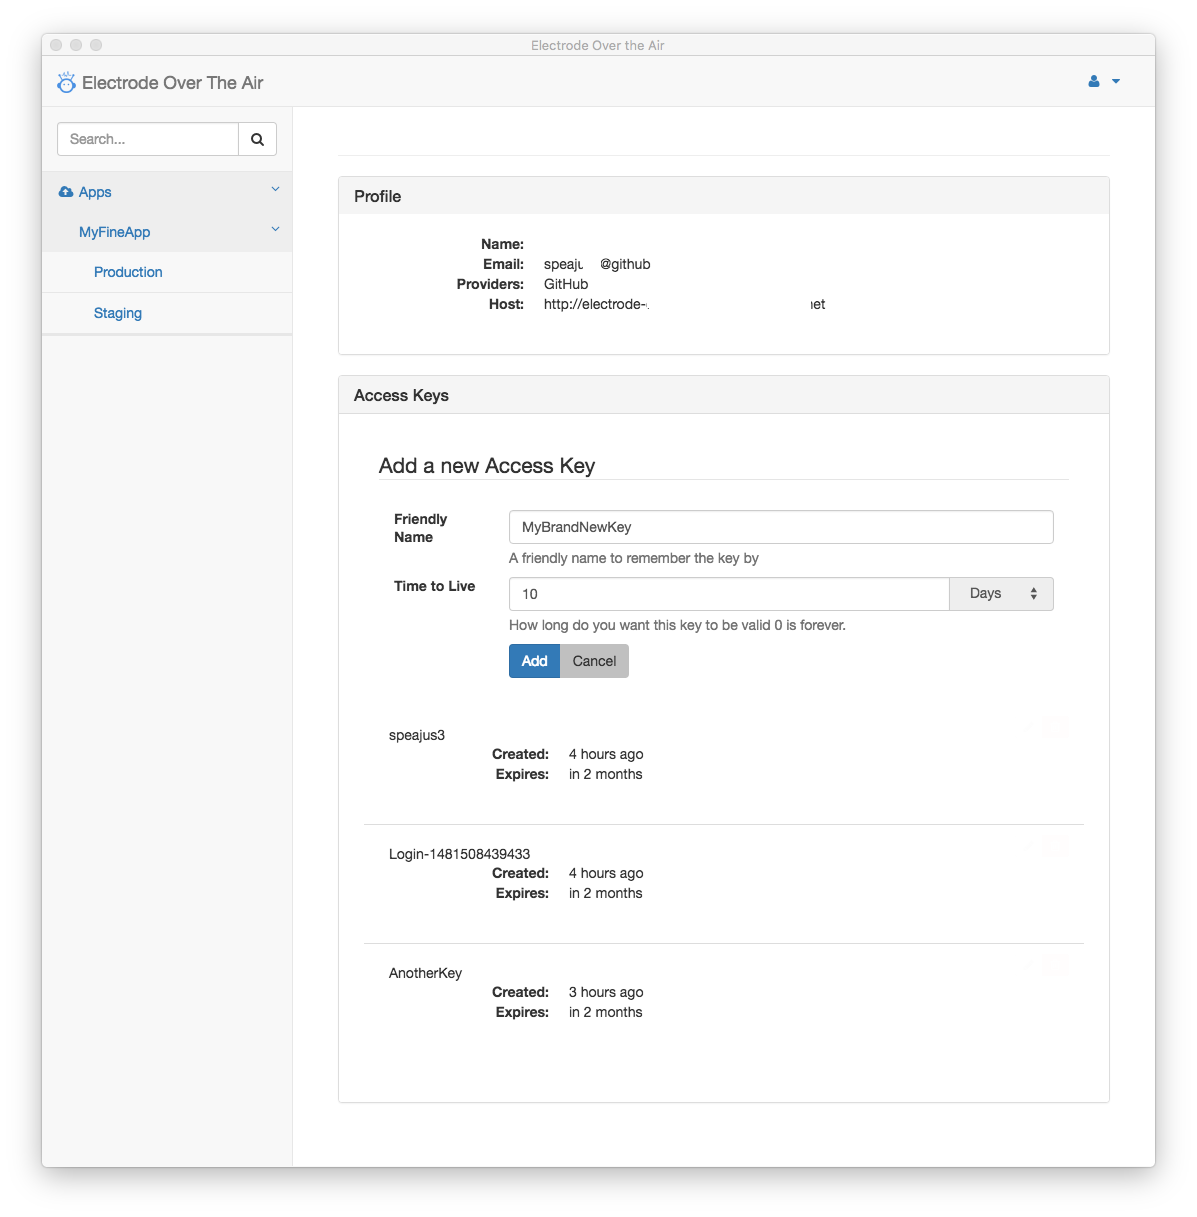 Electrode Over the Air
Electrode Over The Air
Search...
Apps
MyFineApp
Production
Staging
Profile
Name:
Email: speaju @github
Providers: GitHub
Host: http://electrode- net
Access Keys
Add a new Access Key
Friendly Name
MyBrandNewKey
A friendly name to remember the key by
Time to Live
10 Days
How long do you want this key to be valid 0 is forever.
Add Cancel
speajus3
Created: 4 hours ago
Expires: in 2 months
Login-1481508439433
Created: 4 hours ago
Expires: in 2 months
AnotherKey
Created: 3 hours ago
Expires: in 2 months